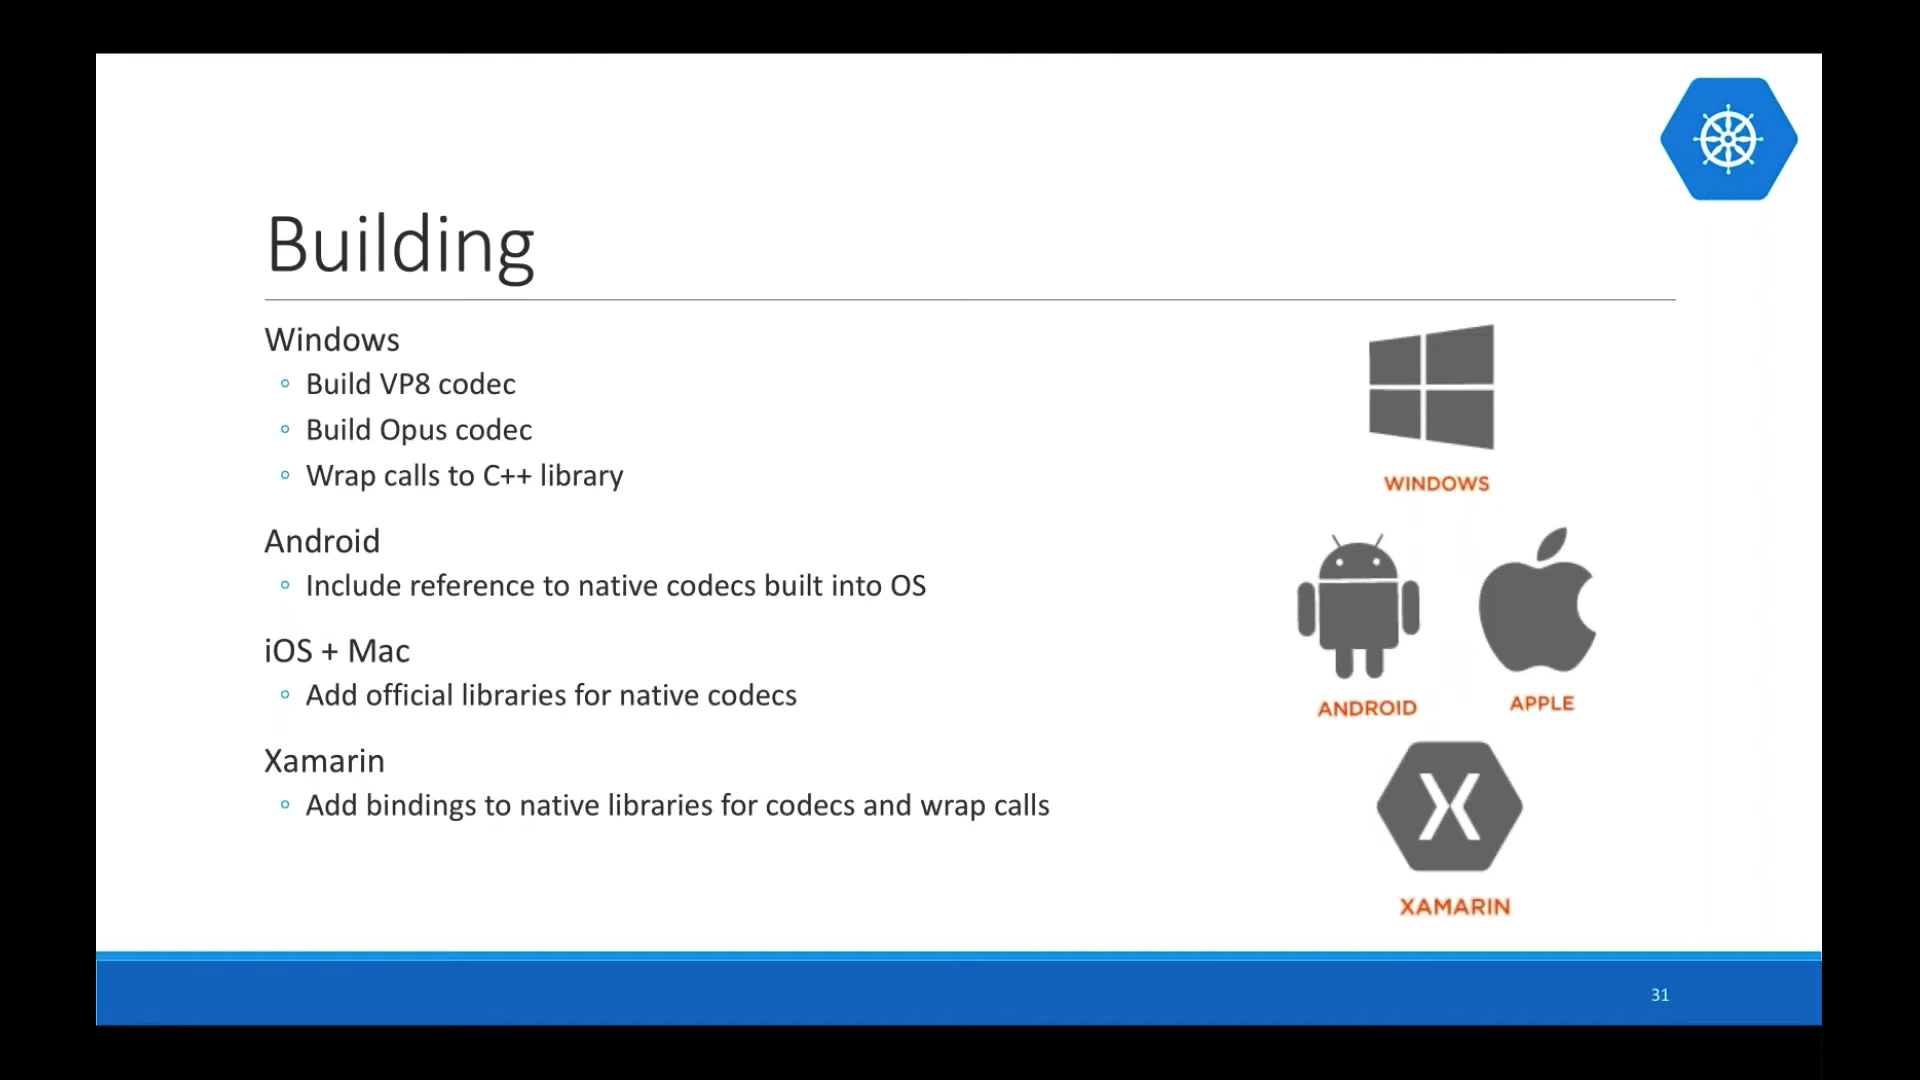 Building
Windows
◦ Build VP8 codec
◦ Build Opus codec
◦ Wrap calls to C++ library
Android
◦ Include reference to native codecs built into OS
iOS + Mac
◦ Add official libraries for native codecs
Xamarin
◦ Add bindings to native libraries for codecs and wrap calls
WINDOWS
ANDROID
APPLE
X
XAMARIN
31